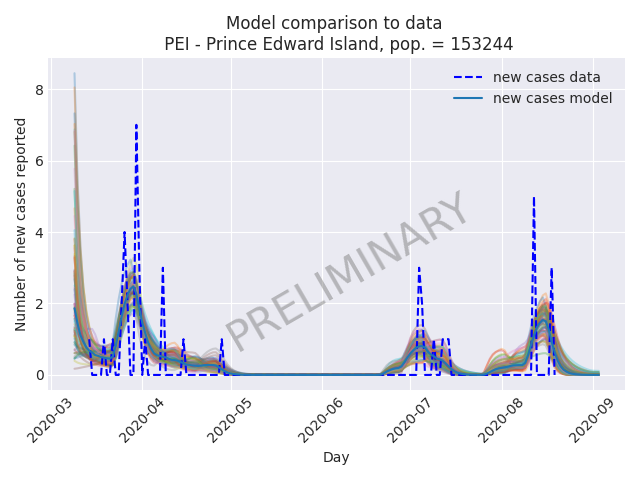 Model comparison to data
PEI - Prince Edward Island, pop. = 153244
new cases data
new cases model
Number of new cases reported
8
6
4
2
0
PRELIMINARY
2020-03
2020-04
2020-05
2020-06
2020-07
2020-08
2020-09
Day